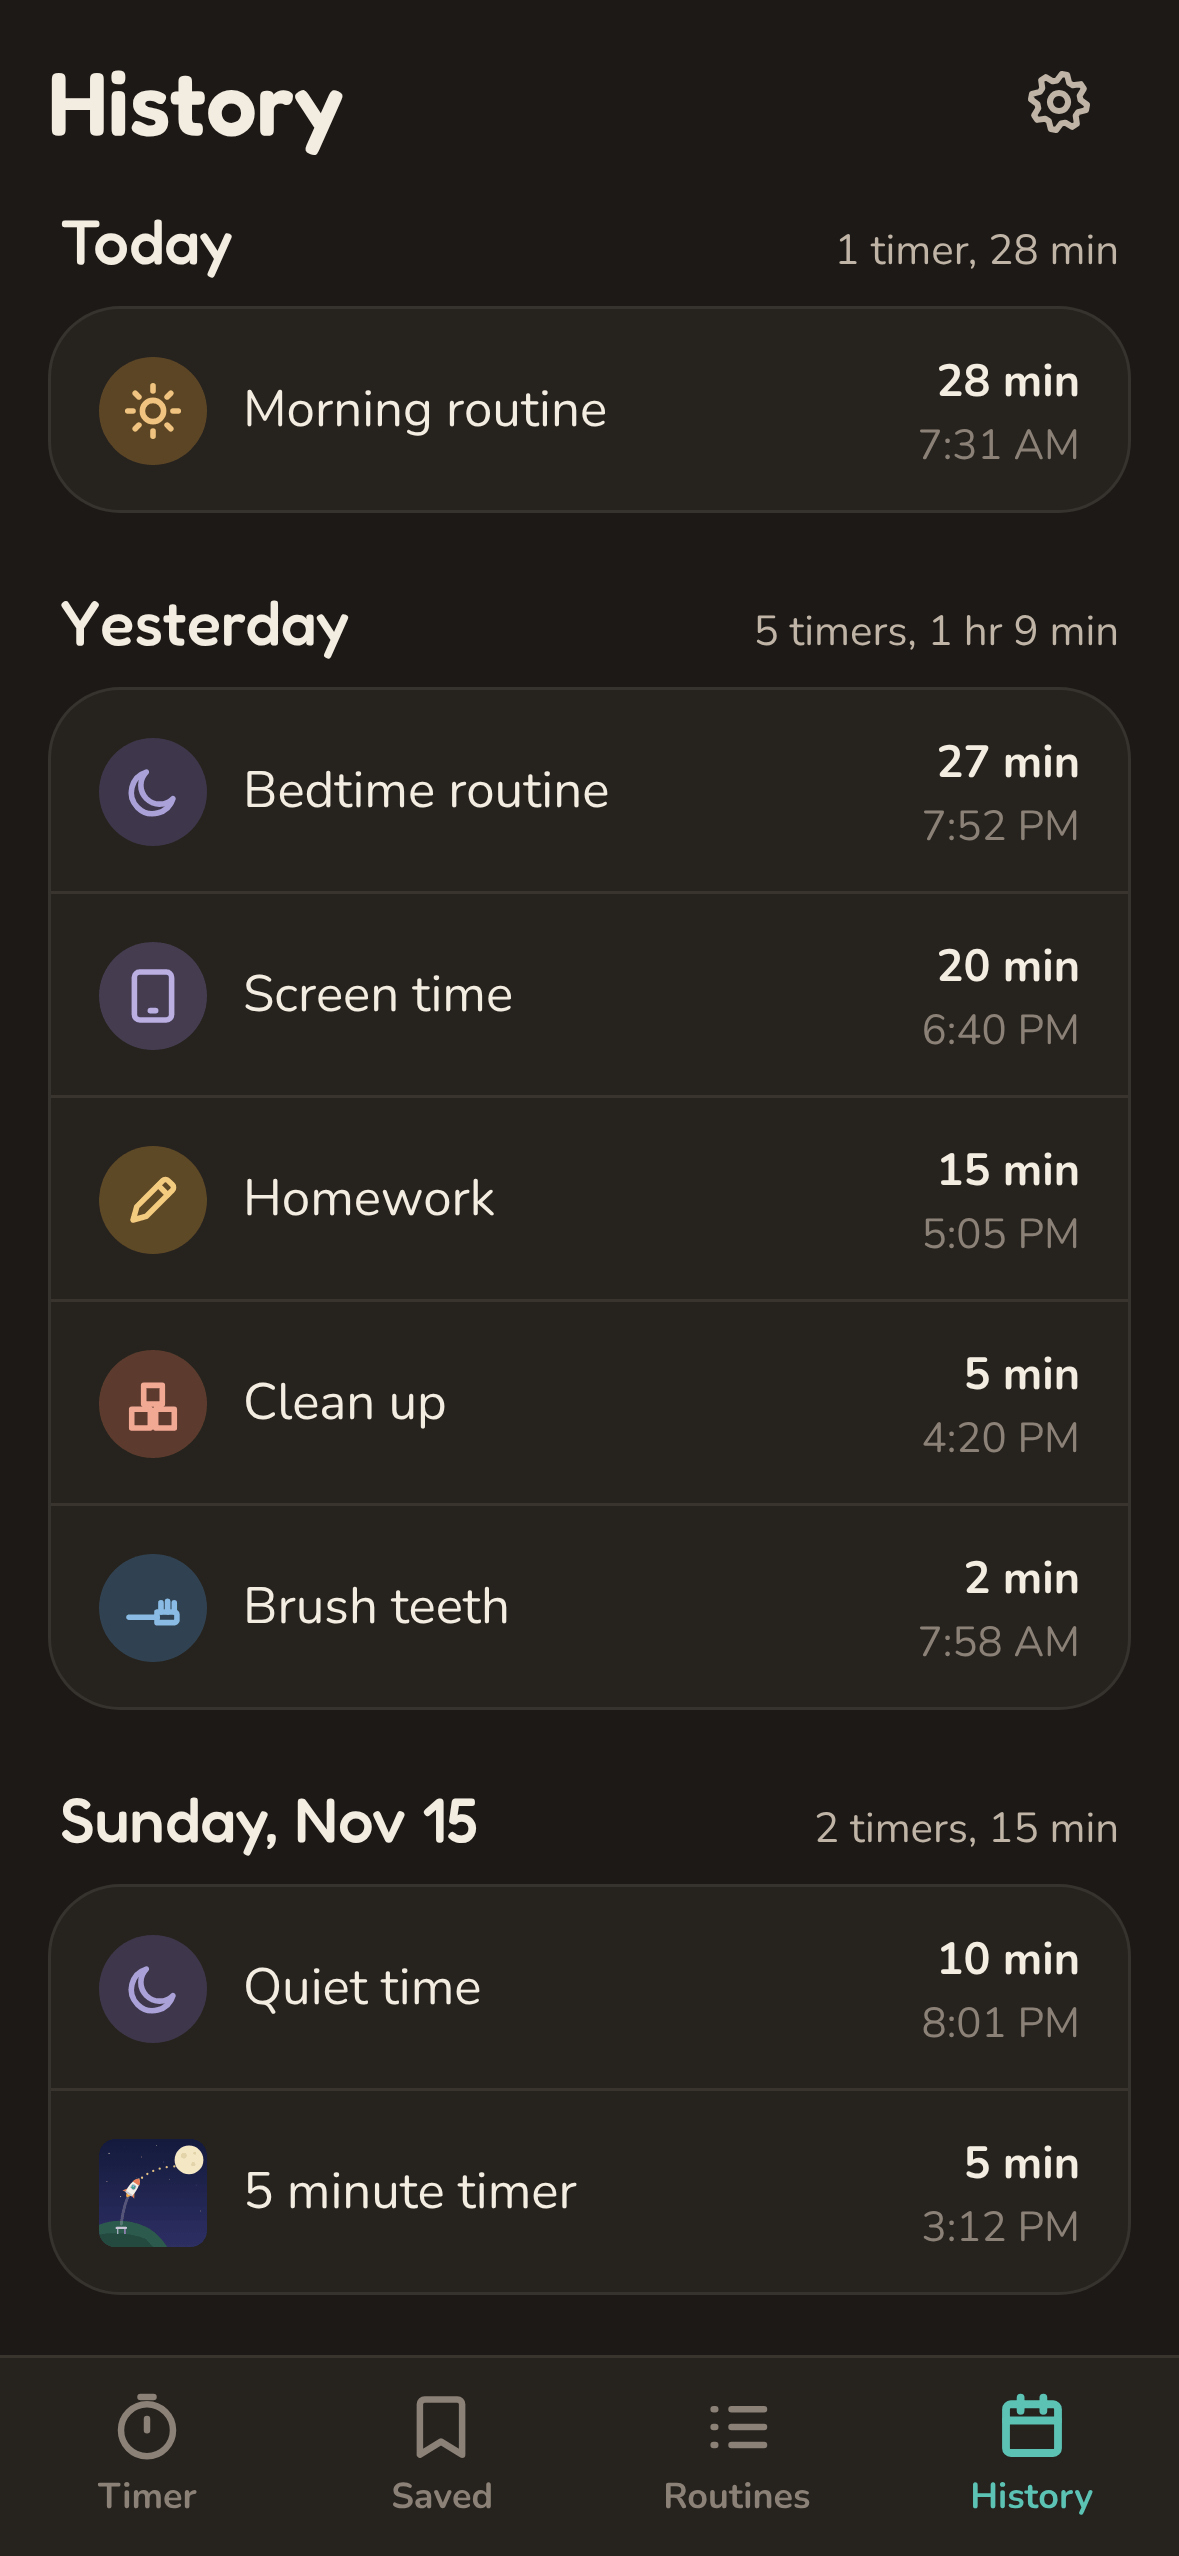 History
Today
1 timer, 28 min
Morning routine
28 min
7:31 AM
Yesterday
5 timers, 1 hr 9 min
Bedtime routine
27 min
7:52 PM
Screen time
20 min
6:40 PM
Homework
15 min
5:05 PM
Clean up
5 min
4:20 PM
Brush teeth
2 min
7:58 AM
Sunday, Nov 15
2 timers, 15 min
Quiet time
10 min
8:01 PM
5 minute timer
5 min
3:12 PM
Timer
Saved
Routines
History